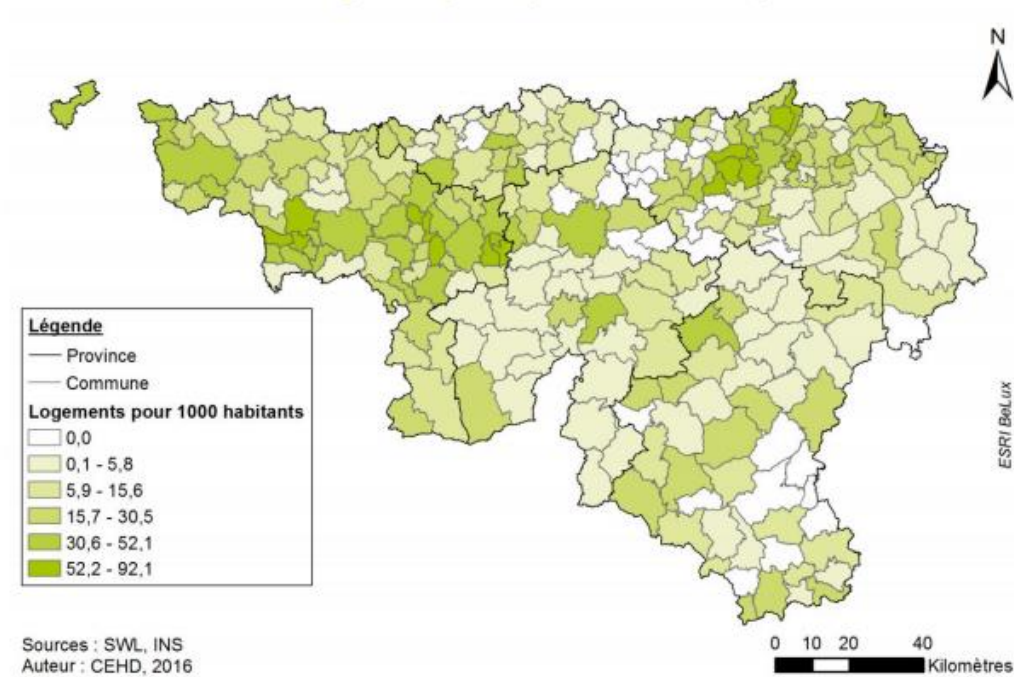 N
Légende
Province
Commune
Logements pour 1000 habitants
0,0
0,1 - 5,8
5,9 - 15,6
15,7 - 30,5
30,6 - 52,1
52,2 - 92,1
ESRI BeLux
Sources : SWL, INS
Auteur : CEHD, 2016
0 10 20 40
Kilomètres